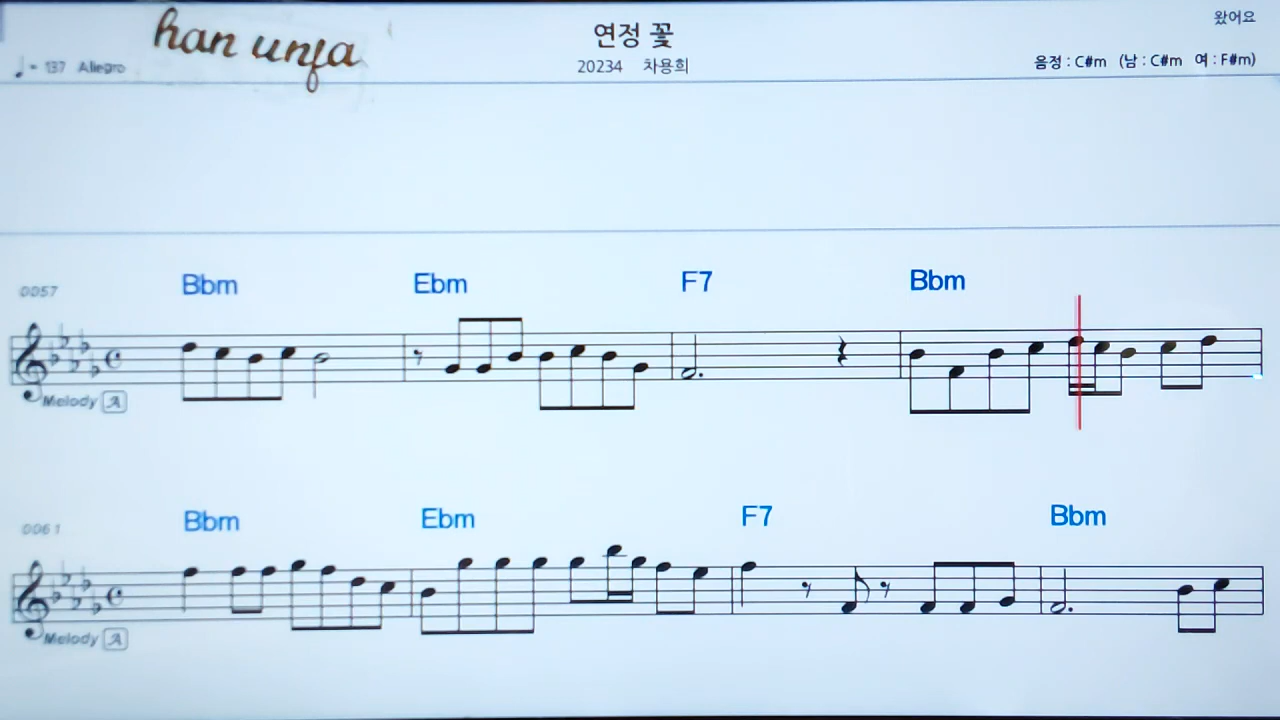 han unja
연정 꽃
왔어요
♩= 137 Allegro
20234 차용희
음정 : C#m (남 : C#m 여 : F#m)
Bbm Ebm F7 Bbm
0057
Melody A
Bbm Ebm F7 Bbm
0061
Melody A